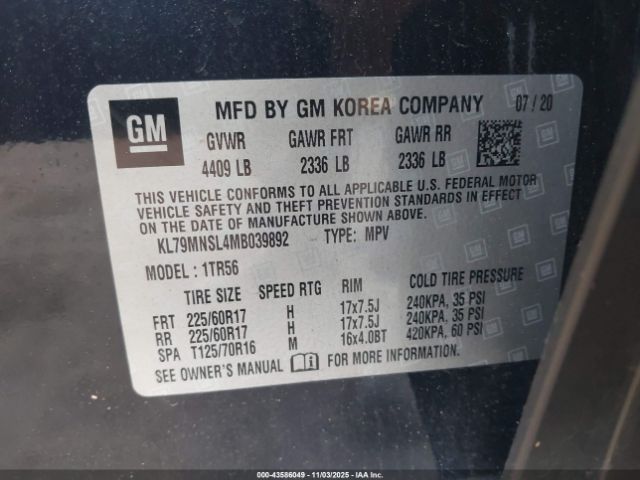 GM MFD BY GM KOREA COMPANY 07 / 20
GVWR GAWR FRT GAWR RR
4409 LB 2336 LB 2336 LB
THIS VEHICLE CONFORMS TO ALL APPLICABLE U.S. FEDERAL MOTOR
VEHICLE SAFETY AND THEFT PREVENTION STANDARDS IN EFFECT
ON THE DATE OF MANUFACTURE SHOWN ABOVE.
KL79MNSL4MB039892 TYPE: MPV
MODEL : 1TR56
TIRE SIZE SPEED RTG RIM COLD TIRE PRESSURE
FRT 225/60R17 H 17x7.5J 240KPA, 35 PSI
RR 225/60R17 H 17x7.5J 240KPA, 35 PSI
SPA T125/70R16 M 16x4.0BT 420KPA, 60 PSI
SEE OWNER'S MANUAL FOR MORE INFORMATION.
000-43586049 - 11/03/2025 - IAA